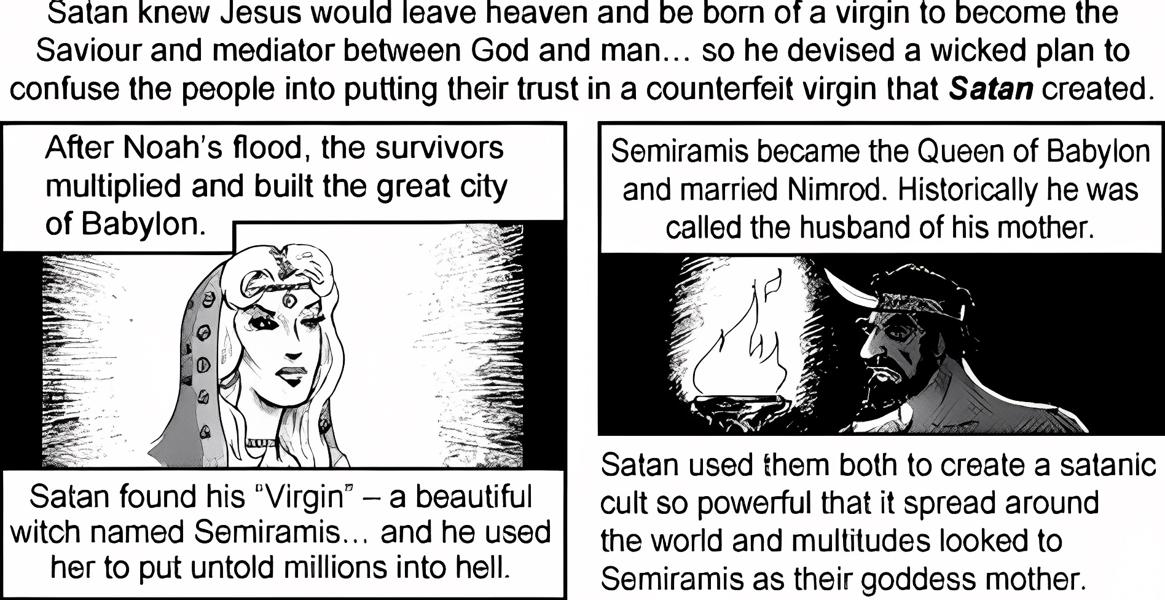 Satan knew Jesus would leave heaven and be born of a virgin to become the
Saviour and mediator between God and man... so he devised a wicked plan to
confuse the people into putting their trust in a counterfeit virgin that Satan created.
After Noah's flood, the survivors
multiplied and built the great city
of Babylon.
Satan found his "Virgin" – a beautiful
witch named Semiramis... and he used
her to put untold millions into hell.
Semiramis became the Queen of Babylon
and married Nimrod. Historically he was
called the husband of his mother.
Satan used them both to create a satanic
cult so powerful that it spread around
the world and multitudes looked to
Semiramis as their goddess mother.